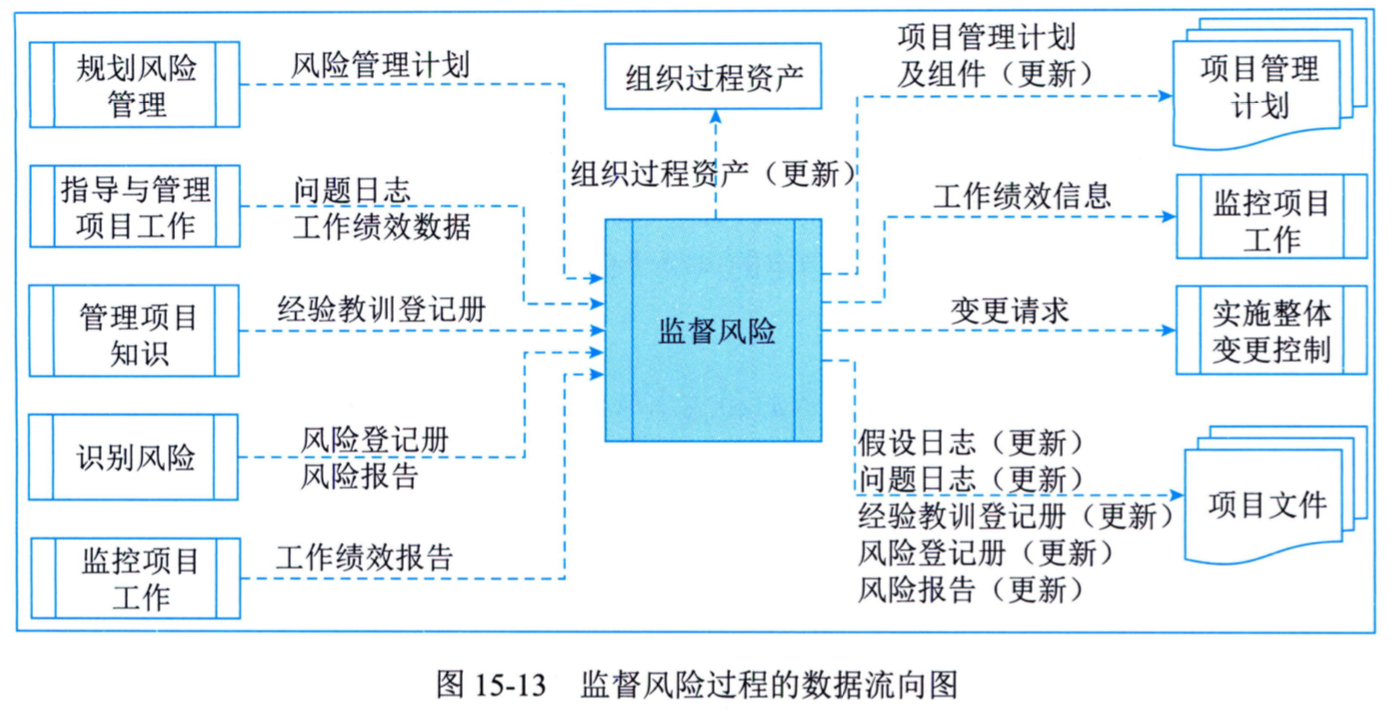 规划风险
管理
风险管理计划
指导与管理
项目工作
问题日志
工作绩效数据
管理项目
知识
经验教训登记册
识别风险
风险登记册
风险报告
监控项目
工作
工作绩效报告
组织过程资产
组织过程资产（更新）
监督风险
项目管理计划
及组件（更新）
项目管理
计划
工作绩效信息
监控项目
工作
变更请求
实施整体
变更控制
假设日志（更新）
问题日志（更新）
经验教训登记册（更新）
风险登记册（更新）
风险报告（更新）
项目文件
图 15-13 监督风险过程的数据流向图